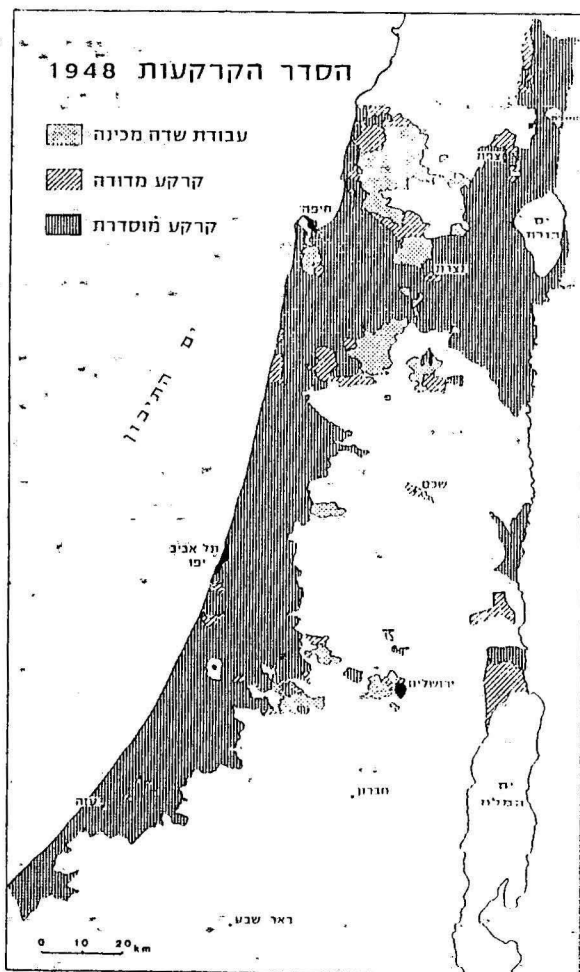 הסדר הקרקעות 1948
עבודת שדה מכינה
קרקע מדודה
קרקע מוסדרת
צפת
חיפה
ים
כנרת
נצרת
ים התיכון
שכם
תל אביב
יפו
ירושלים
עזה
חברון
ים
המלח
באר שבע
0 10 20 km